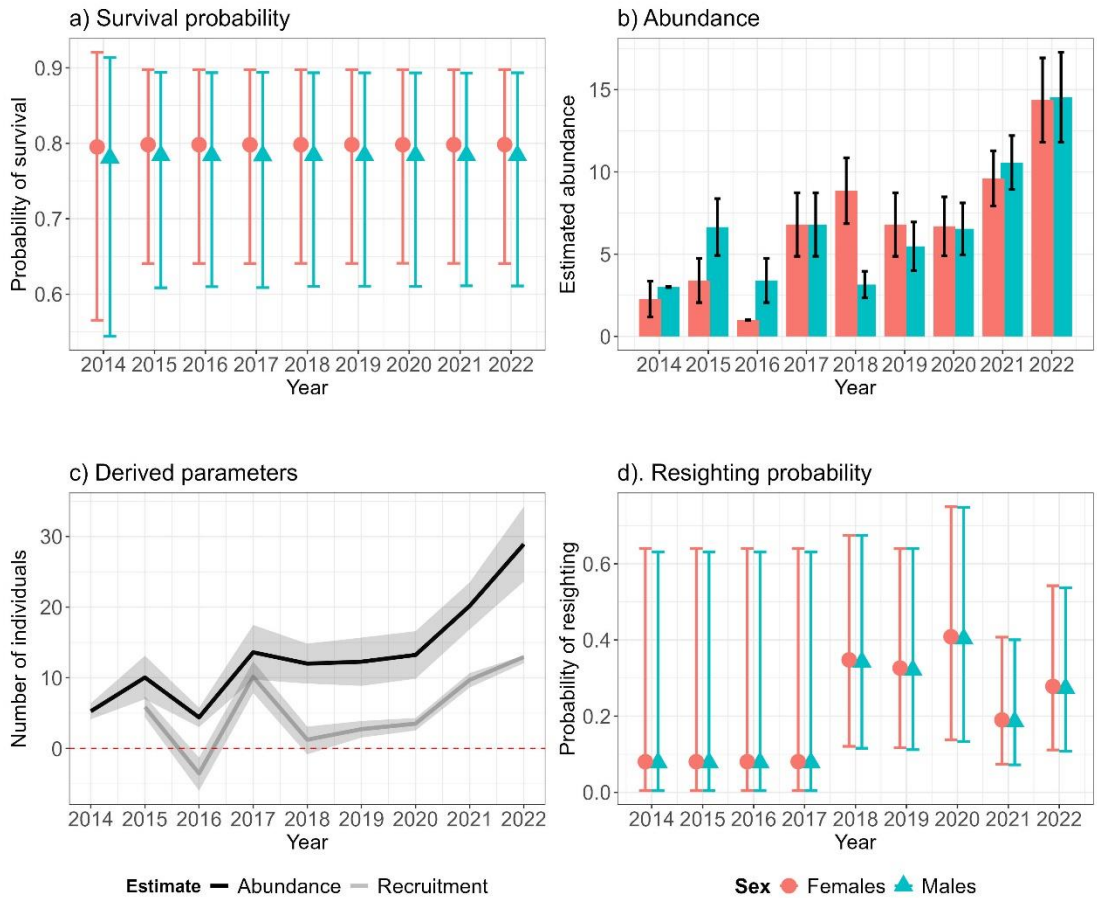 a) Survival probability
Probability of survival
0.9
0.8
0.7
0.6
2014 2015 2016 2017 2018 2019 2020 2021 2022
Year
b) Abundance
Estimated abundance
15
10
5
0
2014 2015 2016 2017 2018 2019 2020 2021 2022
Year
c) Derived parameters
Number of individuals
30
20
10
0
2014 2015 2016 2017 2018 2019 2020 2021 2022
Year
Estimate Abundance Recruitment
d). Resighting probability
Probability of resighting
0.6
0.4
0.2
0.0
2014 2015 2016 2017 2018 2019 2020 2021 2022
Year
Sex Females Males